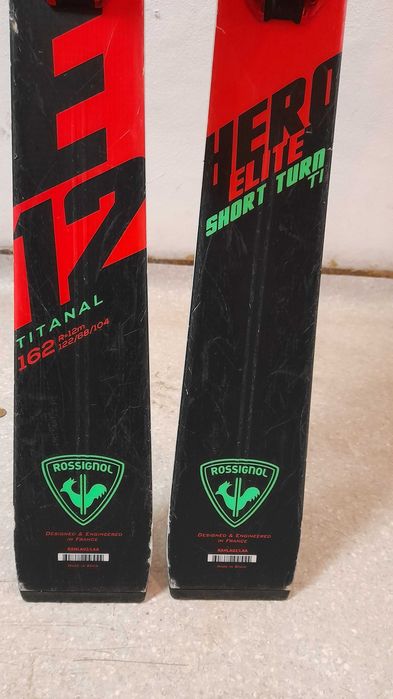 E
12
TITANAL
162 R=12m
122/68/104
ROSSIGNOL
DESIGNED & ENGINEERED
IN FRANCE
HERO
ELITE
SHORT TURN
TI
ROSSIGNOL
DESIGNED & ENGINEERED
IN FRANCE